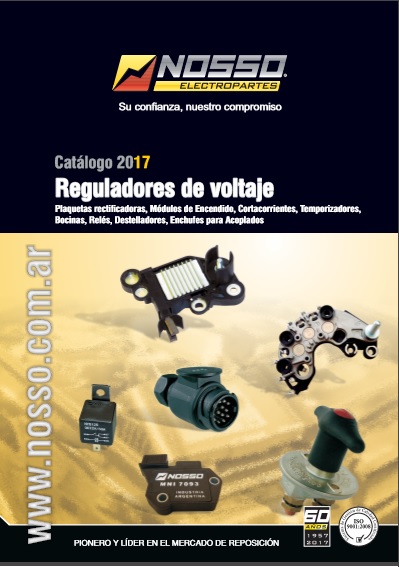 NOSSO
ELECTROPARTES
Su confianza, nuestro compromiso
Catálogo 2017
Reguladores de voltaje
Plaquetas rectificadoras, Módulos de Encendido, Cortacorrientes, Temporizadores,
Bocinas, Relés, Destelladores, Enchufes para Acoplados
www.nosso.com.ar
NOSSO
MNI 7093
INDUSTRIA
ARGENTINA
60
AÑOS
1957
2017
ISO
9001:2008
PIONERO Y LÍDER EN EL MERCADO DE REPOSICIÓN